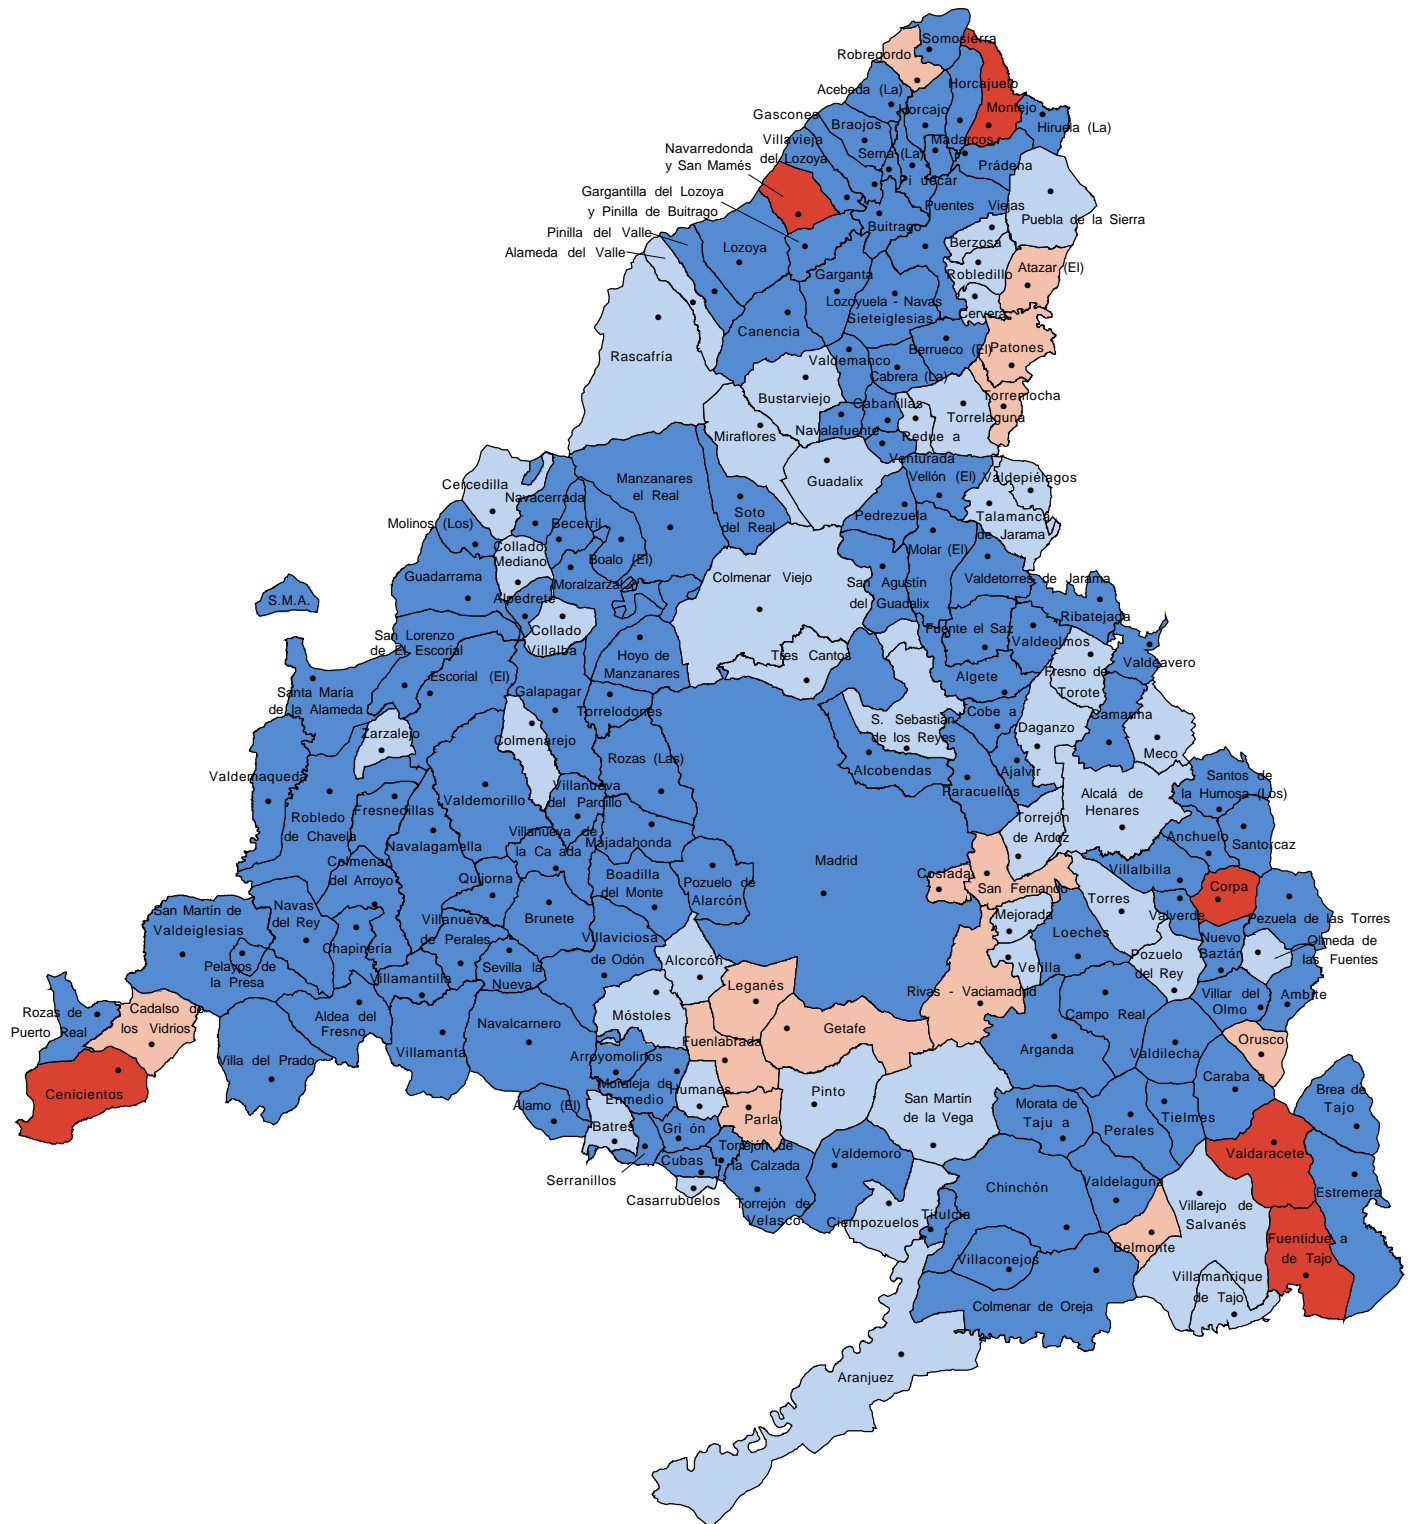 Somosierra
Robregordo
Horcajuelo
Acebeda (La)
Horcajo
Montejo
Gascones
Braojos
Hiruela (La)
Villavieja
del Lozoya
Madarcos
Navarredonda
y San Mamés
Serna (La)
Prádena
Pi uécar
Gargantilla del Lozoya
y Pinilla de Buitrago
Puentes Viejas
Puebla de la Sierra
Buitrago
Pinilla del Valle
Alameda del Valle
Lozoya
Berzosa
Robledillo
Atazar (El)
Garganta
Lozoyuela - Navas
Sieteiglesias
Cervera
Canencia
Rascafría
Valdemanco
Berrueco (El)
Patones
Cabrera (La)
Bustarviejo
Cabanillas
Torremocha
Torrelaguna
Navalafuente
Miraflores
Redue a
Venturada
Cercedilla
Manzanares
el Real
Guadalix
Vellón (El)
Valdepiélagos
Navacerrada
Soto
del Real
Pedrezuela
Talamanca
de Jarama
Molinos (Los)
Becerril
Collado
Mediano
Boalo (El)
Molar (El)
Guadarrama
Moralzarzal
Colmenar Viejo
San Agustín
del Guadalix
Valdetorres de Jarama
S.M.A.
Alpedrete
Ribatejaga
San Lorenzo
de El Escorial
Collado
Villalba
Fuente el Saz
Valdeolmos
Hoyo de
Manzanares
Tres Cantos
Valdeavero
Escorial (El)
Algete
Fresno de
Torote
Santa María
de la Alameda
Galapagar
Torrelodones
Cobe a
Camarma
Zarzalejo
Colmenarejo
S. Sebastián
de los Reyes
Daganzo
Meco
Rozas (Las)
Alcobendas
Ajalvir
Valdemaqueda
Valdemorillo
Villanueva
del Pardillo
Paracuellos
Alcalá de
Henares
Santos de
la Humosa (Los)
Robledo
de Chavela
Fresnedillas
Torrejón
de Ardoz
Navalagamella
Villanueva de
la Ca ada
Majadahonda
Anchuelo
Santorcaz
Colmenar
del Arroyo
Quijorna
Boadilla
del Monte
Pozuelo de
Alarcón
Madrid
Coslada
San Fernando
Villalbilla
Corpa
San Martín de
Valdeiglesias
Navas
del Rey
Brunete
Torres
Mejorada
Valverde
Pezuela de las Torres
Chapinería
Villanueva
de Perales
Villaviciosa
de Odón
Loeches
Nuevo
Baztán
Olmeda de
las Fuentes
Pelayos de
la Presa
Sevilla la
Nueva
Alcorcón
Velilla
Pozuelo
del Rey
Villamantilla
Leganés
Rivas - Vaciamadrid
Villar del
Olmo
Ambite
Rozas de
Puerto Real
Cadalso de
los Vidrios
Aldea del
Fresno
Navalcarnero
Móstoles
Getafe
Campo Real
Villa del Prado
Villamanta
Fuenlabrada
Arganda
Valdilecha
Orusco
Arroyomolinos
Cenicientos
Moraleja de
Enmedio
Humanes
Pinto
Caraba a
Brea de
Tajo
Alamo (El)
San Martín
de la Vega
Morata de
Taju a
Tielmes
Batres
Gri ón
Parla
Perales
Serranillos
Cubas
Torrejón de
la Calzada
Valdemoro
Valdaracete
Casarrubuelos
Torrejón de
Velasco
Chinchón
Valdelaguna
Villarejo de
Salvanés
Estremera
Ciempozuelos
Titulcia
Belmonte
Fuentidue a
de Tajo
Villaconejos
Villamanrique
de Tajo
Colmenar de Oreja
Aranjuez